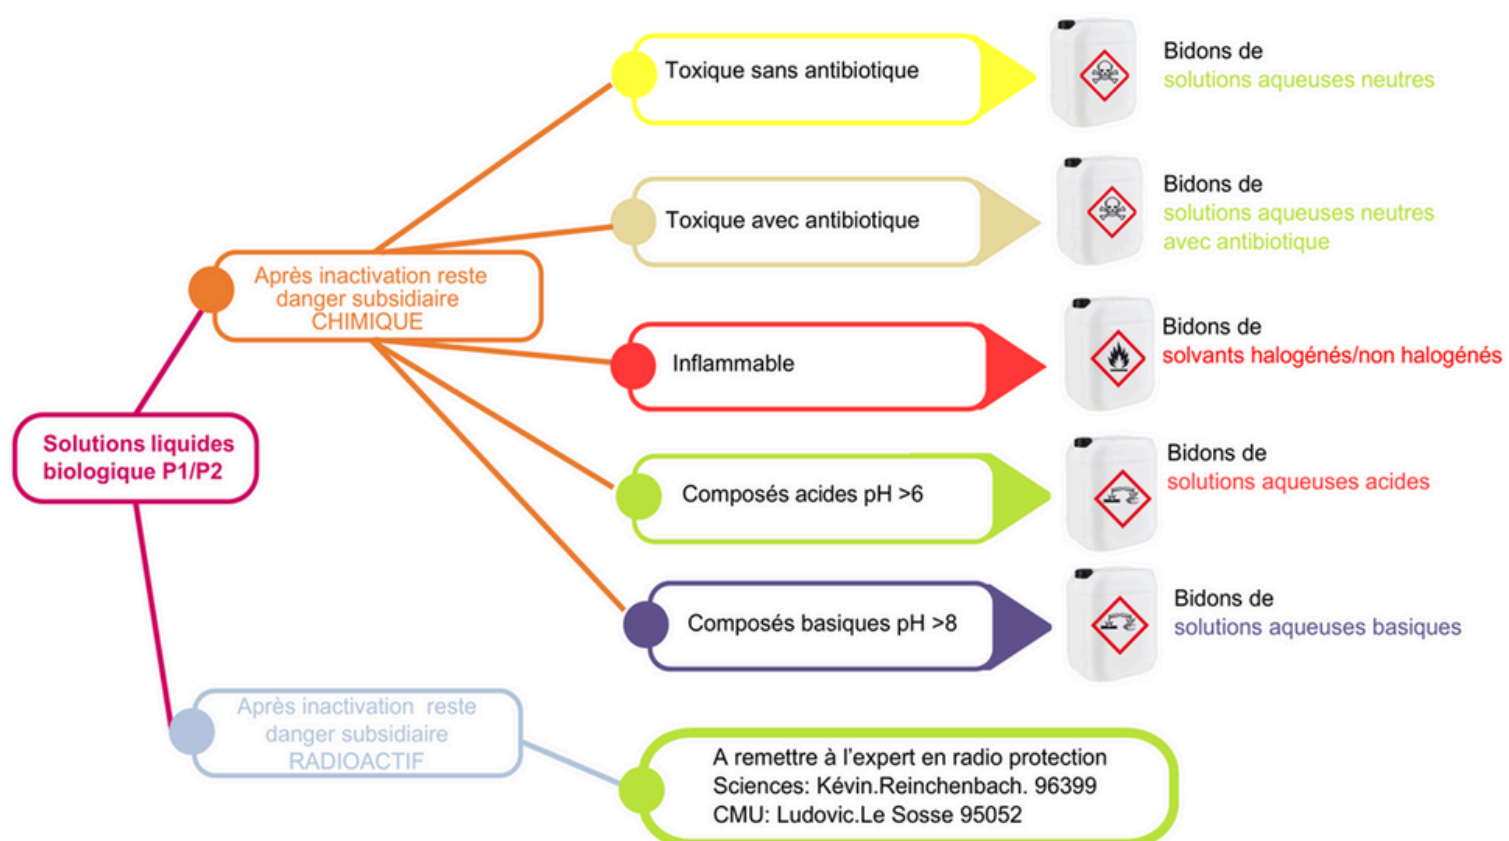 Toxique sans antibiotique
Bidons de
solutions aqueuses neutres
Toxique avec antibiotique
Bidons de
solutions aqueuses neutres
avec antibiotique
Après inactivation reste
danger subsidiaire
CHIMIQUE
Inflammable
Bidons de
solvants halogénés/non halogénés
Solutions liquides
biologique P1/P2
Composés acides pH >6
Bidons de
solutions aqueuses acides
Composés basiques pH >8
Bidons de
solutions aqueuses basiques
Après inactivation reste
danger subsidiaire
RADIOACTIF
A remettre à l'expert en radio protection
Sciences: Kévin.Reinchenbach. 96399
CMU: Ludovic.Le Sosse 95052